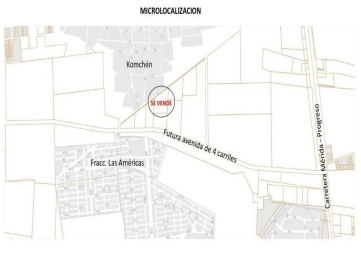 MICROLOCALIZACION
Komchén
SE VENDE
Futura avenida de 4 carriles
Fracc. Las Américas
Carretera Mérida - Progreso